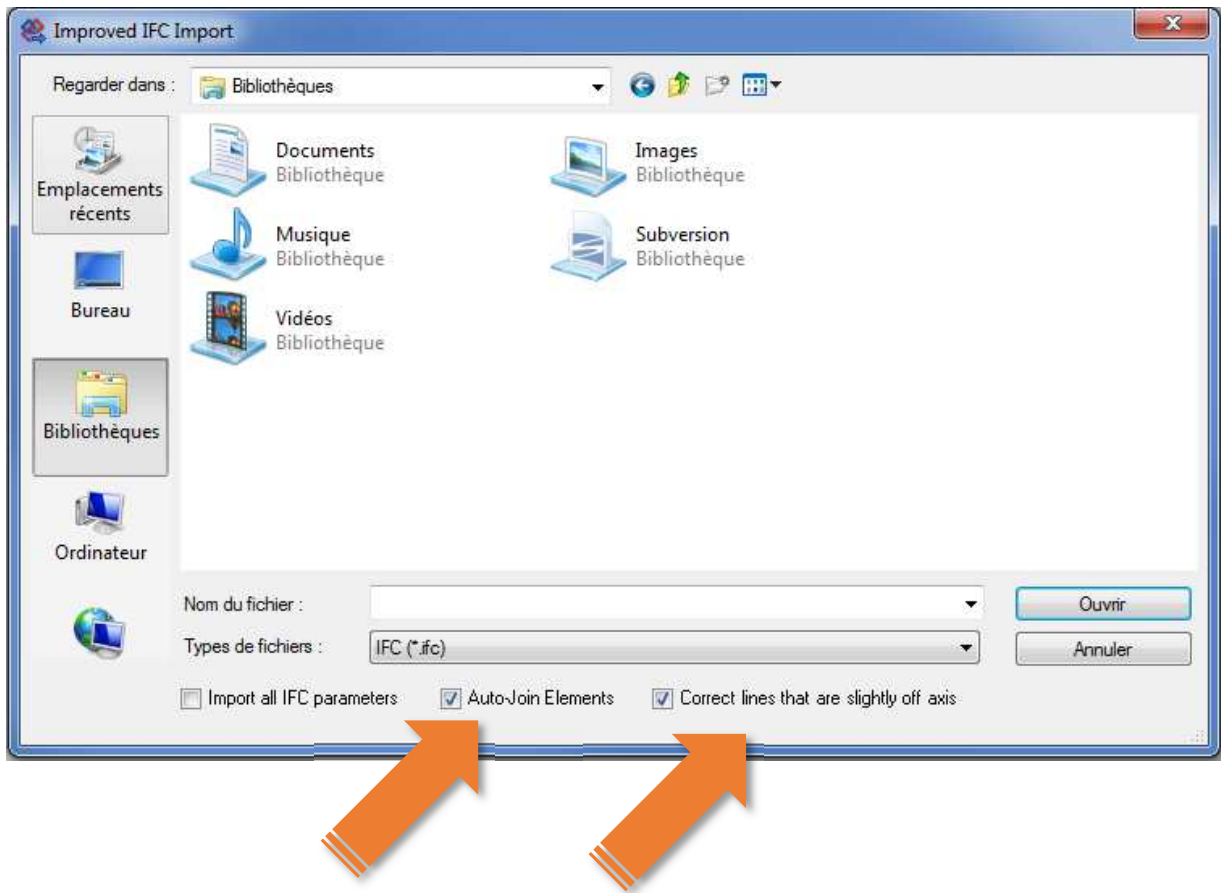 Improved IFC Import
Regarder dans :
Bibliothèques
Emplacements
récents
Bureau
Bibliothèques
Ordinateur
Documents
Bibliothèque
Images
Bibliothèque
Musique
Bibliothèque
Subversion
Bibliothèque
Vidéos
Bibliothèque
Nom du fichier :
Ouvrir
Types de fichiers :
IFC (*.ifc)
Annuler
Import all IFC parameters
Auto-Join Elements
Correct lines that are slightly off axis